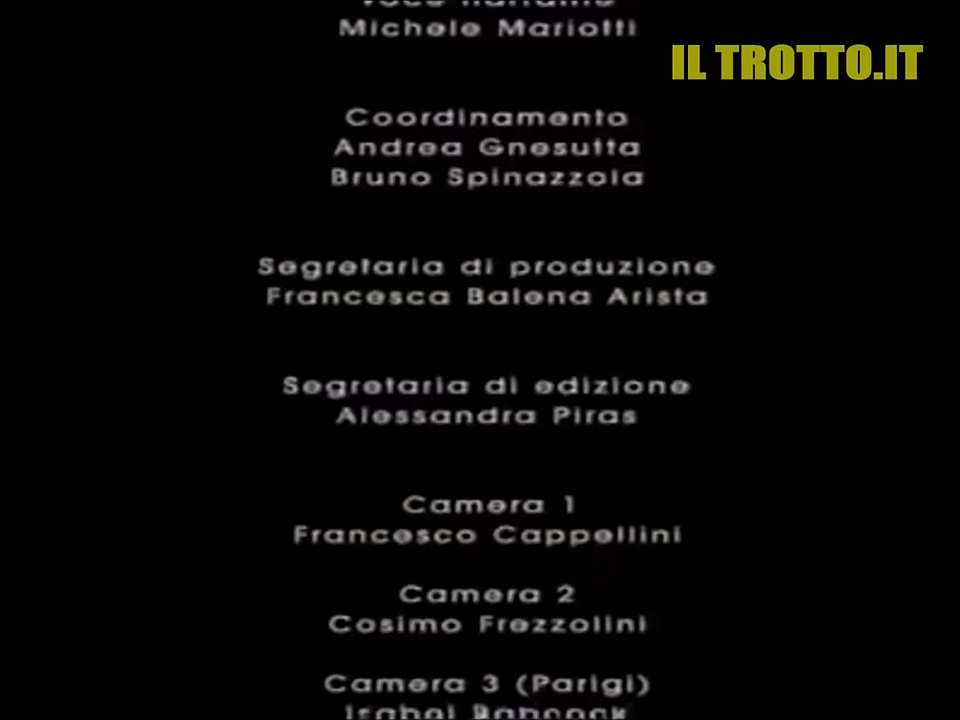 Michele Mariotti
IL TROTTO.IT
Coordinamento
Andrea Gnesutta
Bruno Spinazzola
Segretaria di produzione
Francesca Balena Arista
Segretaria di edizione
Alessandra Piras
Camera 1
Francesco Cappellini
Camera 2
Cosimo Frezzolini
Camera 3 (Parigi)